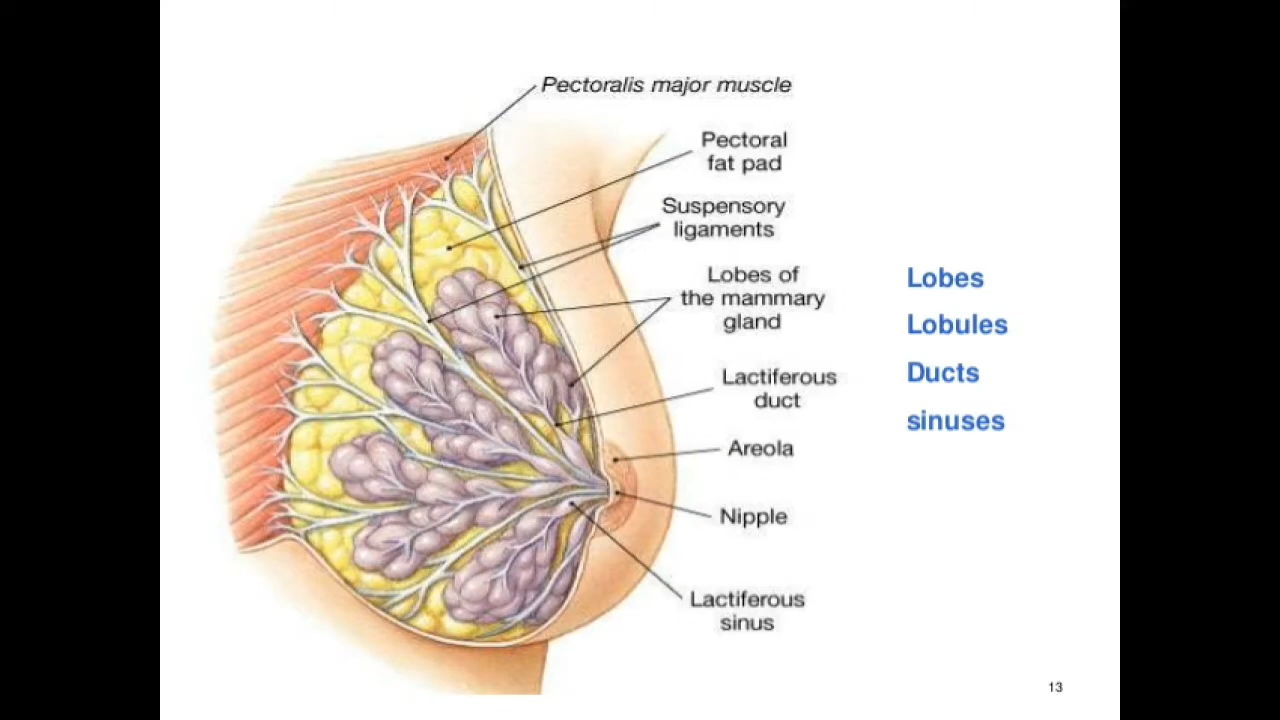 Pectoralis major muscle
Pectoral
fat pad
Suspensory
ligaments
Lobes of
the mammary
gland
Lactiferous
duct
Areola
Nipple
Lactiferous
sinus
Lobes
Lobules
Ducts
sinuses
13